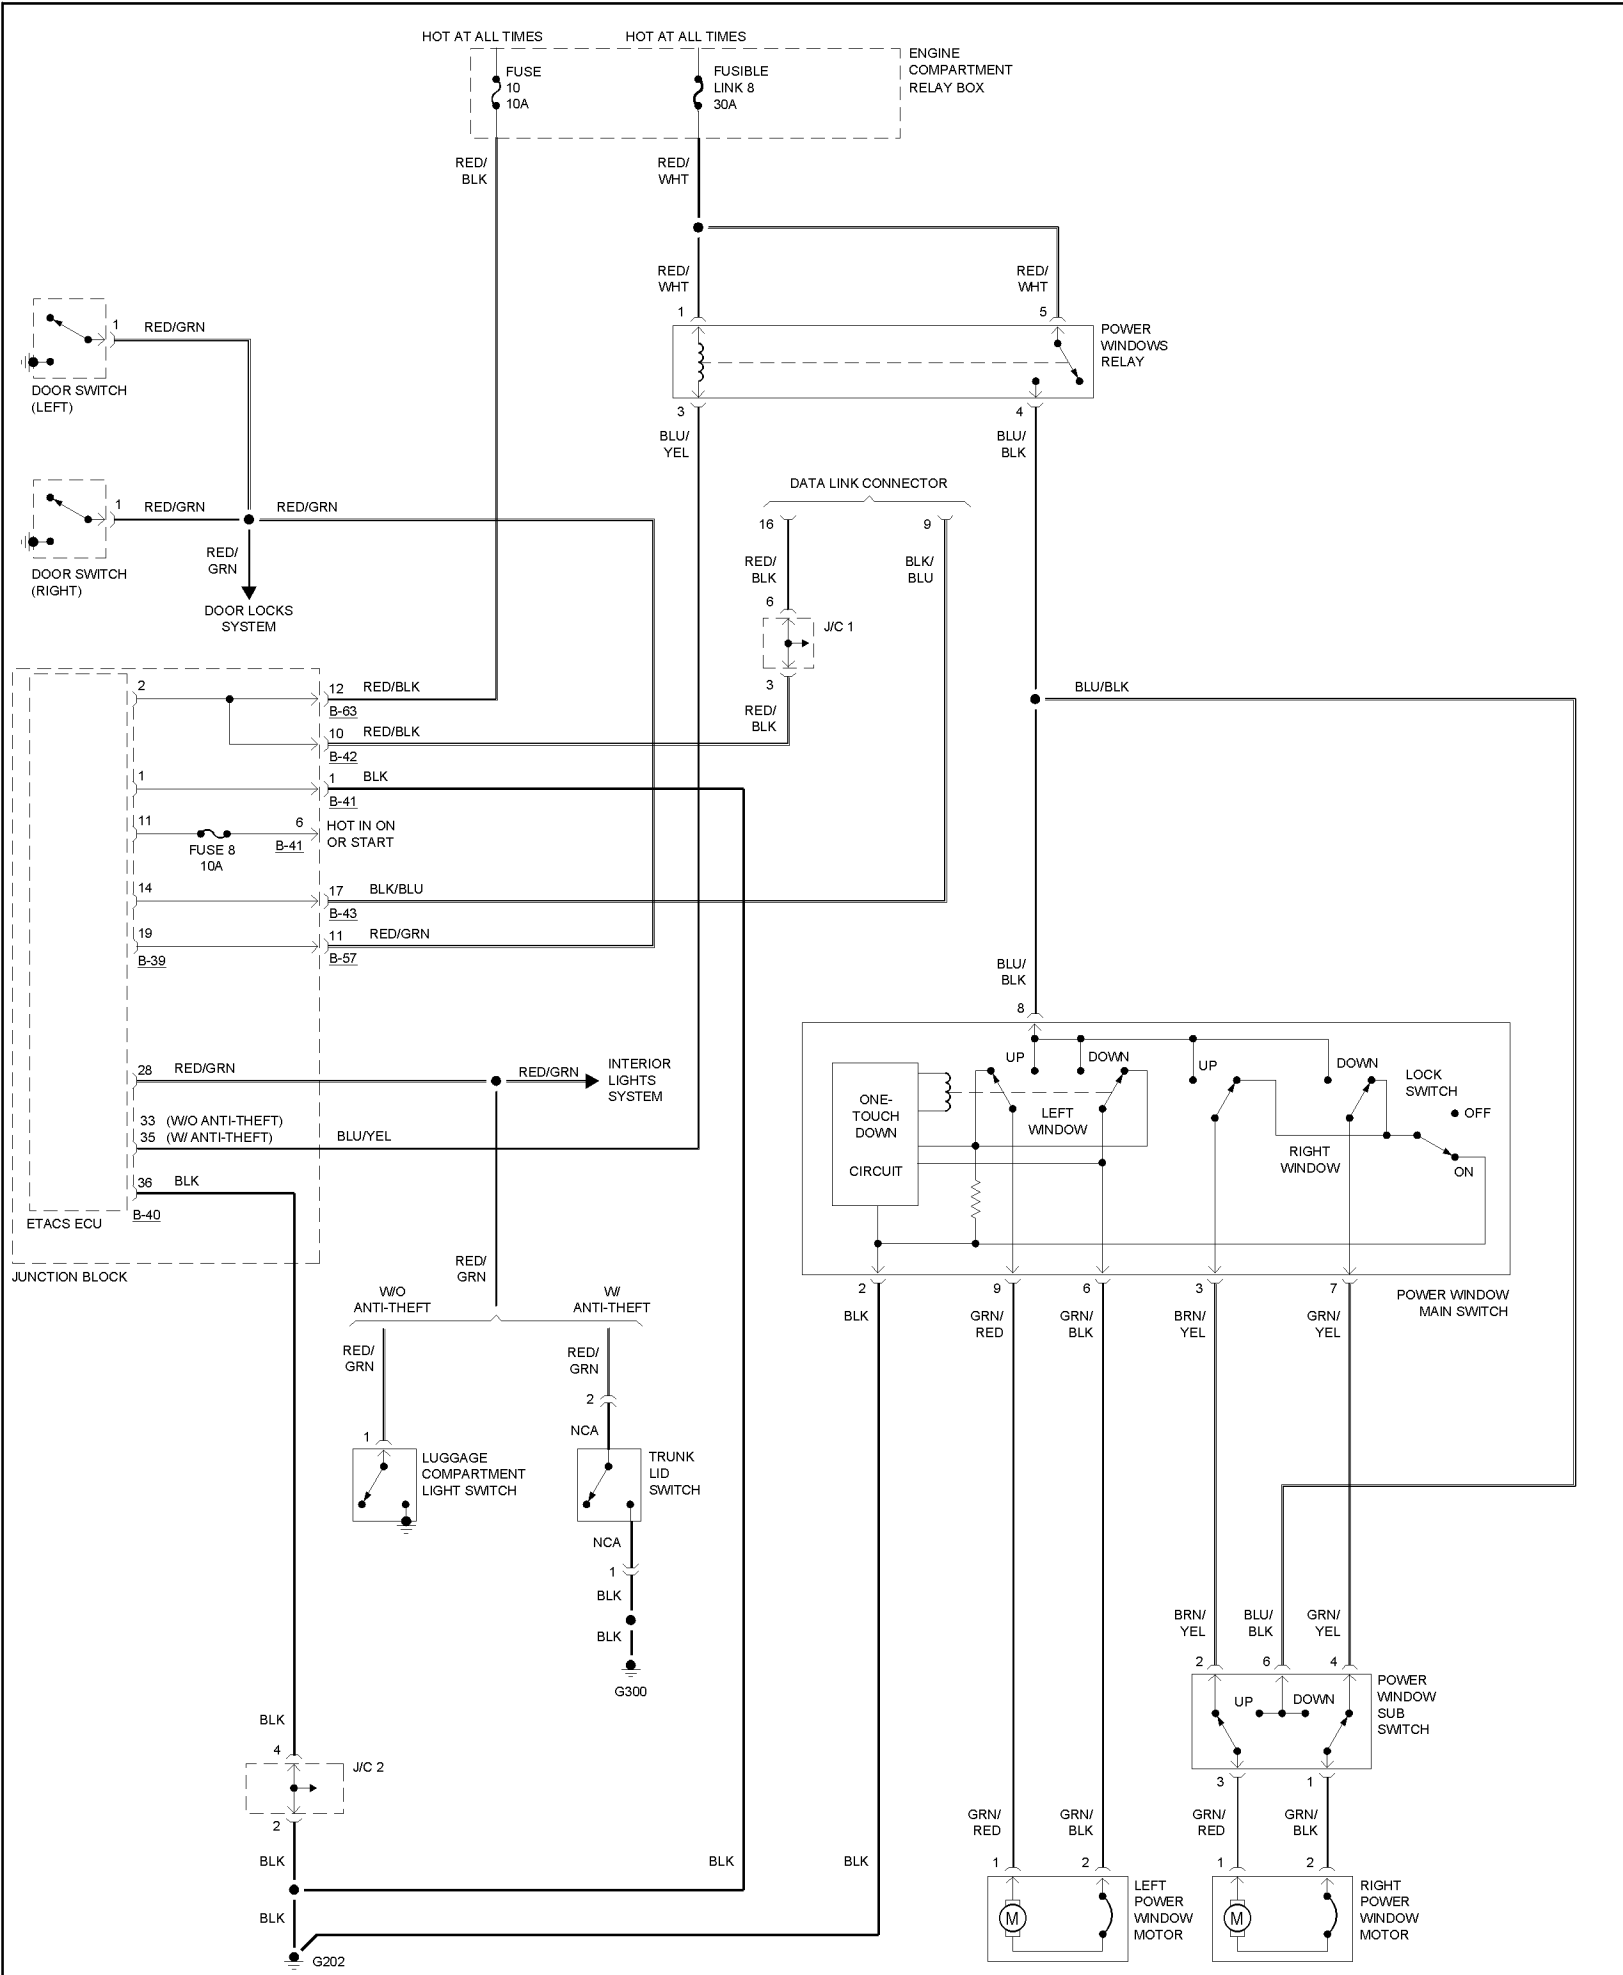 HOT AT ALL TIMES
HOT AT ALL TIMES
FUSE
10
10A
FUSIBLE
LINK 8
30A
ENGINE
COMPARTMENT
RELAY BOX
RED/
BLK
RED/
WHT
RED/
WHT
RED/
WHT
1
5
POWER
WINDOWS
RELAY
3
4
BLU/
YEL
BLU/
BLK
1
RED/GRN
DOOR SWITCH
(LEFT)
1
RED/GRN
RED/GRN
RED/
GRN
DOOR SWITCH
(RIGHT)
DOOR LOCKS
SYSTEM
DATA LINK CONNECTOR
16
9
RED/
BLK
BLK/
BLU
6
J/C 1
3
RED/
BLK
BLU/BLK
2
12
RED/BLK
B-63
10
RED/BLK
B-42
1
1
BLK
B-41
11
FUSE 8
10A
6
B-41
HOT IN ON
OR START
14
17
BLK/BLU
B-43
19
B-39
11
RED/GRN
B-57
28
RED/GRN
RED/GRN
INTERIOR
LIGHTS
SYSTEM
33 (W/O ANTI-THEFT)
35 (W/ ANTI-THEFT)
BLU/YEL
36
BLK
B-40
ETACS ECU
JUNCTION BLOCK
BLU/
BLK
8
UP
DOWN
UP
DOWN
LOCK
SWITCH
OFF
ON
ONE-
TOUCH
DOWN
CIRCUIT
LEFT
WINDOW
RIGHT
WINDOW
2
9
6
3
7
POWER WINDOW
MAIN SWITCH
BLK
GRN/
RED
GRN/
BLK
BRN/
YEL
GRN/
YEL
RED/
GRN
W/O
ANTI-THEFT
W/
ANTI-THEFT
RED/
GRN
RED/
GRN
2
NCA
1
LUGGAGE
COMPARTMENT
LIGHT SWITCH
TRUNK
LID
SWITCH
NCA
1
BLK
BLK
G300
BRN/
YEL
BLU/
BLK
GRN/
YEL
2
6
4
UP
DOWN
POWER
WINDOW
SUB
SWITCH
3
1
BLK
4
J/C 2
2
BLK
BLK
BLK
BLK
G202
GRN/
RED
GRN/
BLK
GRN/
RED
GRN/
BLK
1
2
1
2
M
LEFT
POWER
WINDOW
MOTOR
M
RIGHT
POWER
WINDOW
MOTOR